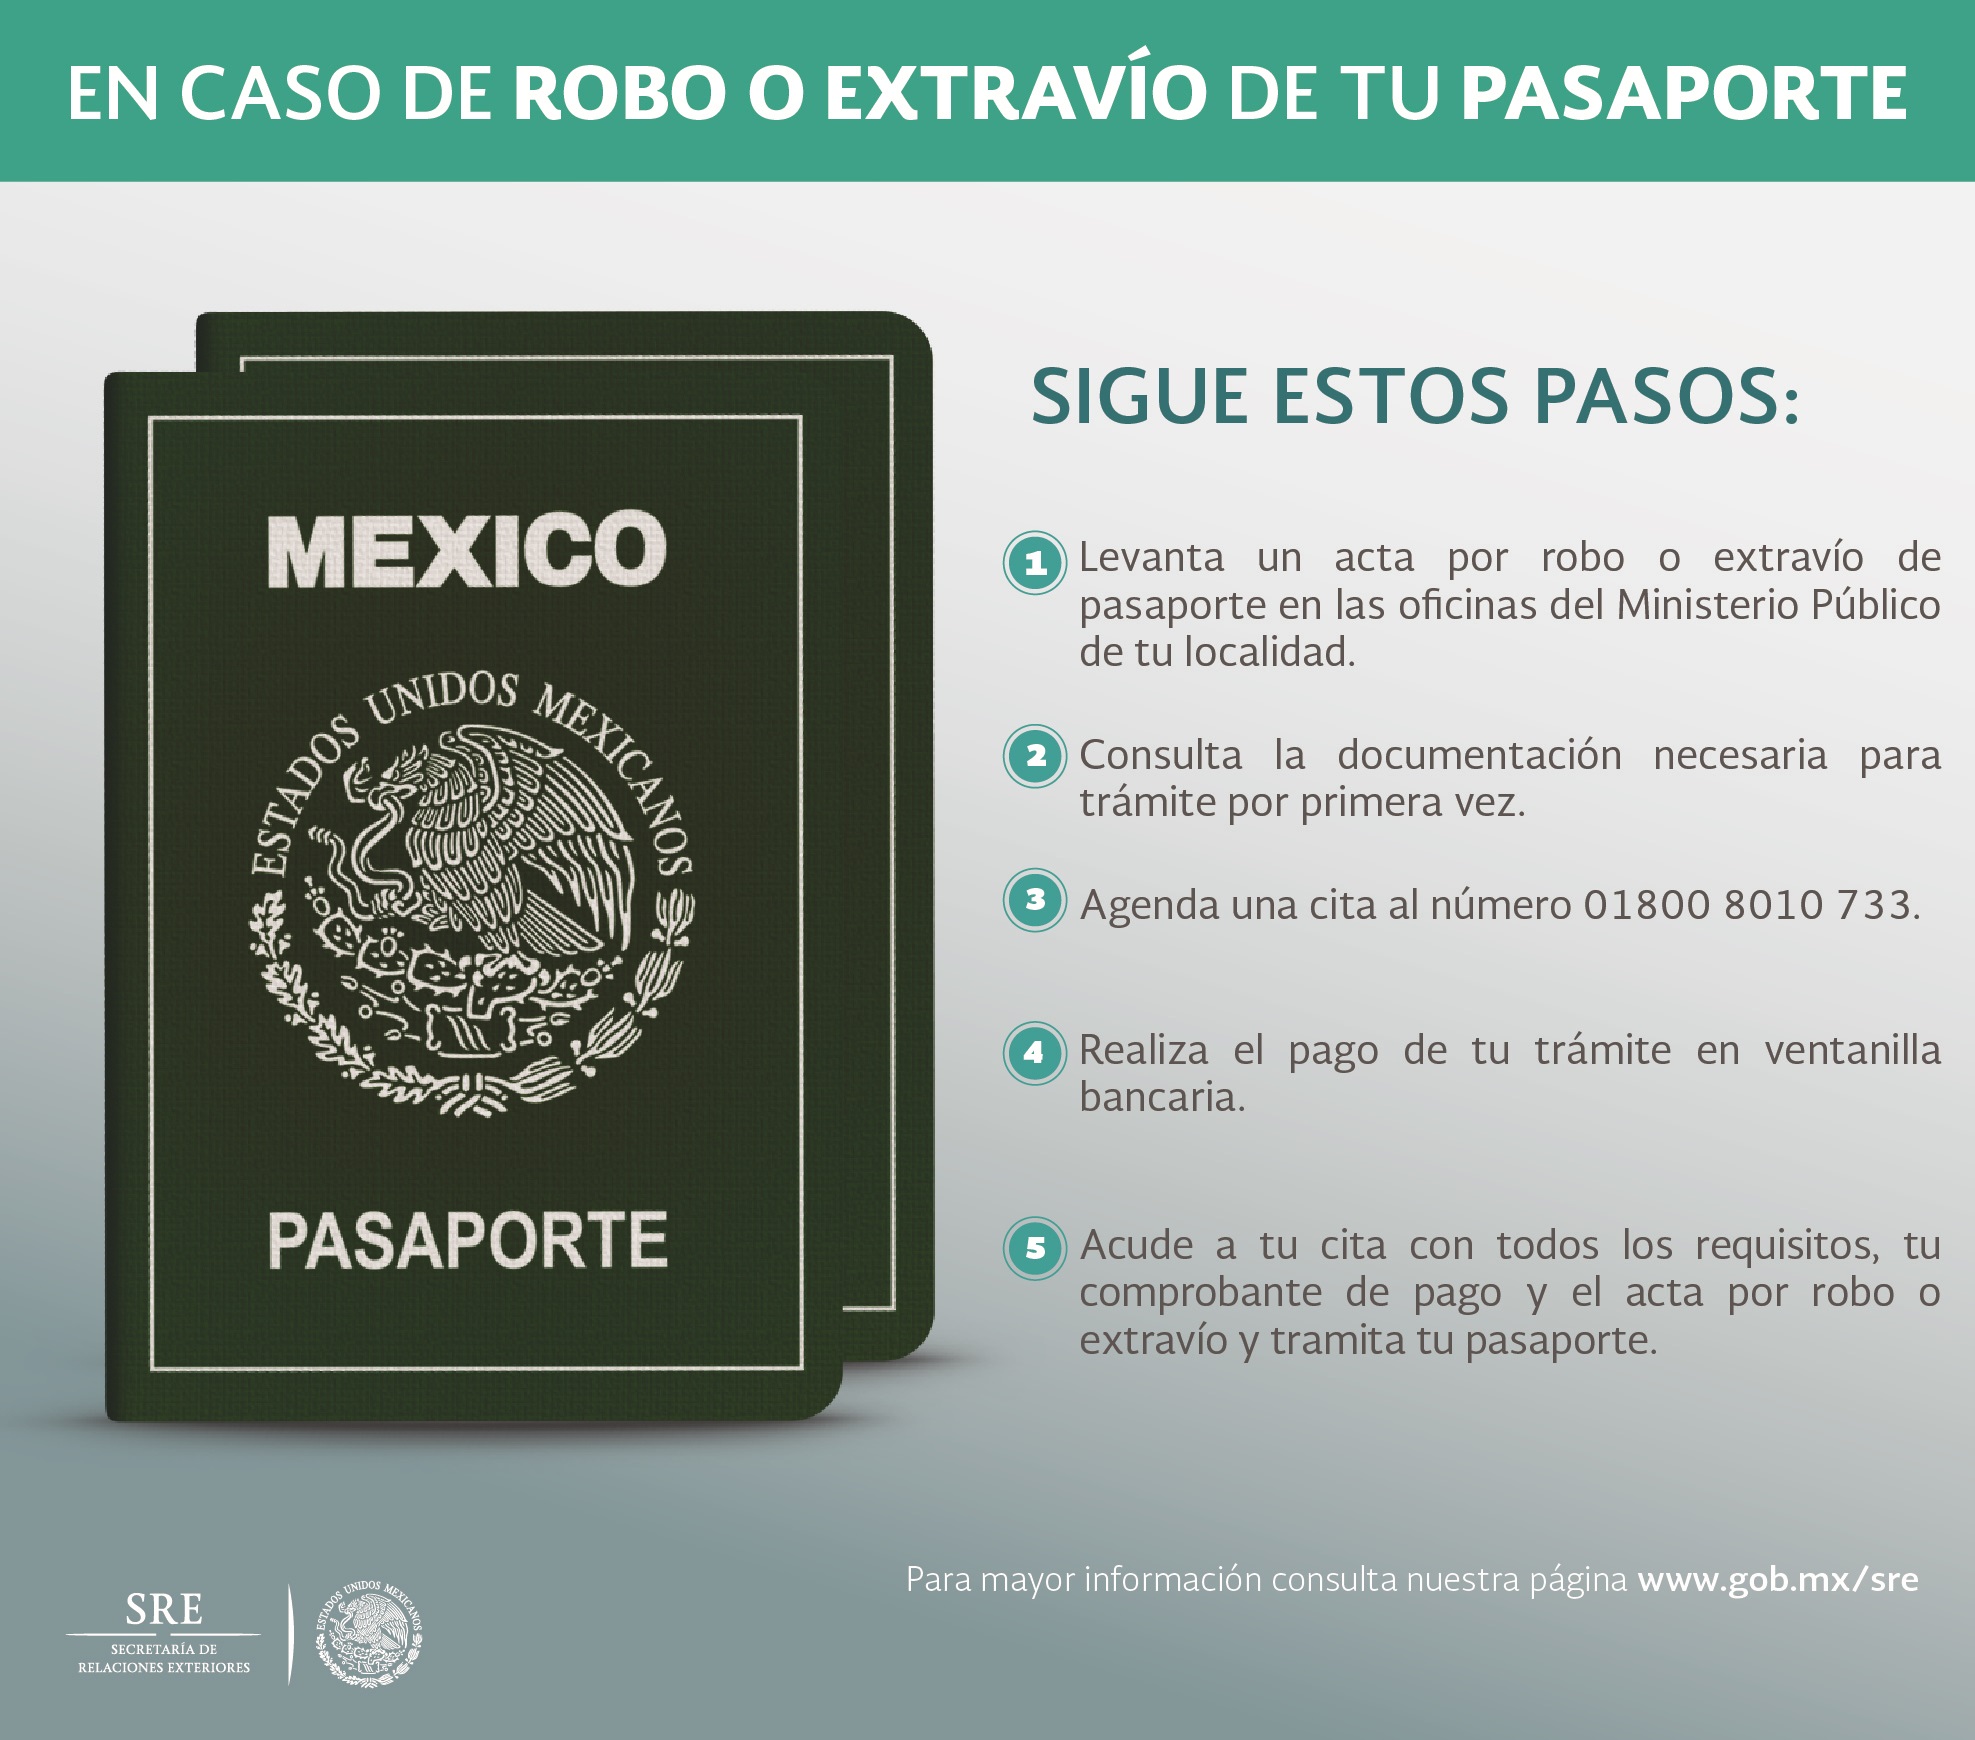 EN CASO DE ROBO O EXTRAVÍO DE TU PASAPORTE
MEXICO
ESTADOS UNIDOS MEXICANOS
PASAPORTE
SIGUE ESTOS PASOS:
1 Levanta un acta por robo o extravío de
pasaporte en las oficinas del Ministerio Público
de tu localidad.
2 Consulta la documentación necesaria para
trámite por primera vez.
3 Agenda una cita al número 01800 8010 733.
4 Realiza el pago de tu trámite en ventanilla
bancaria.
5 Acude a tu cita con todos los requisitos, tu
comprobante de pago y el acta por robo o
extravío y tramita tu pasaporte.
Para mayor información consulta nuestra página www.gob.mx/sre
SRE
SECRETARÍA DE
RELACIONES EXTERIORES
ESTADOS UNIDOS MEXICANOS